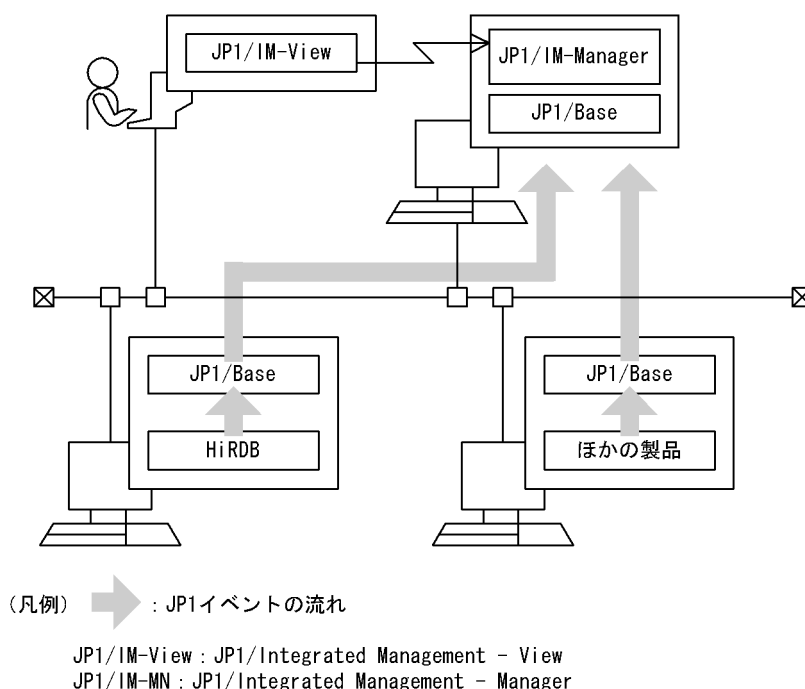 JP1/IM-View
JP1/IM-Manager
JP1/Base
JP1/Base
HiRDB
JP1/Base
ほかの製品
(凡例) : JP1イベントの流れ
JP1/IM-View : JP1/Integrated Management - View
JP1/IM-MN : JP1/Integrated Management - Manager